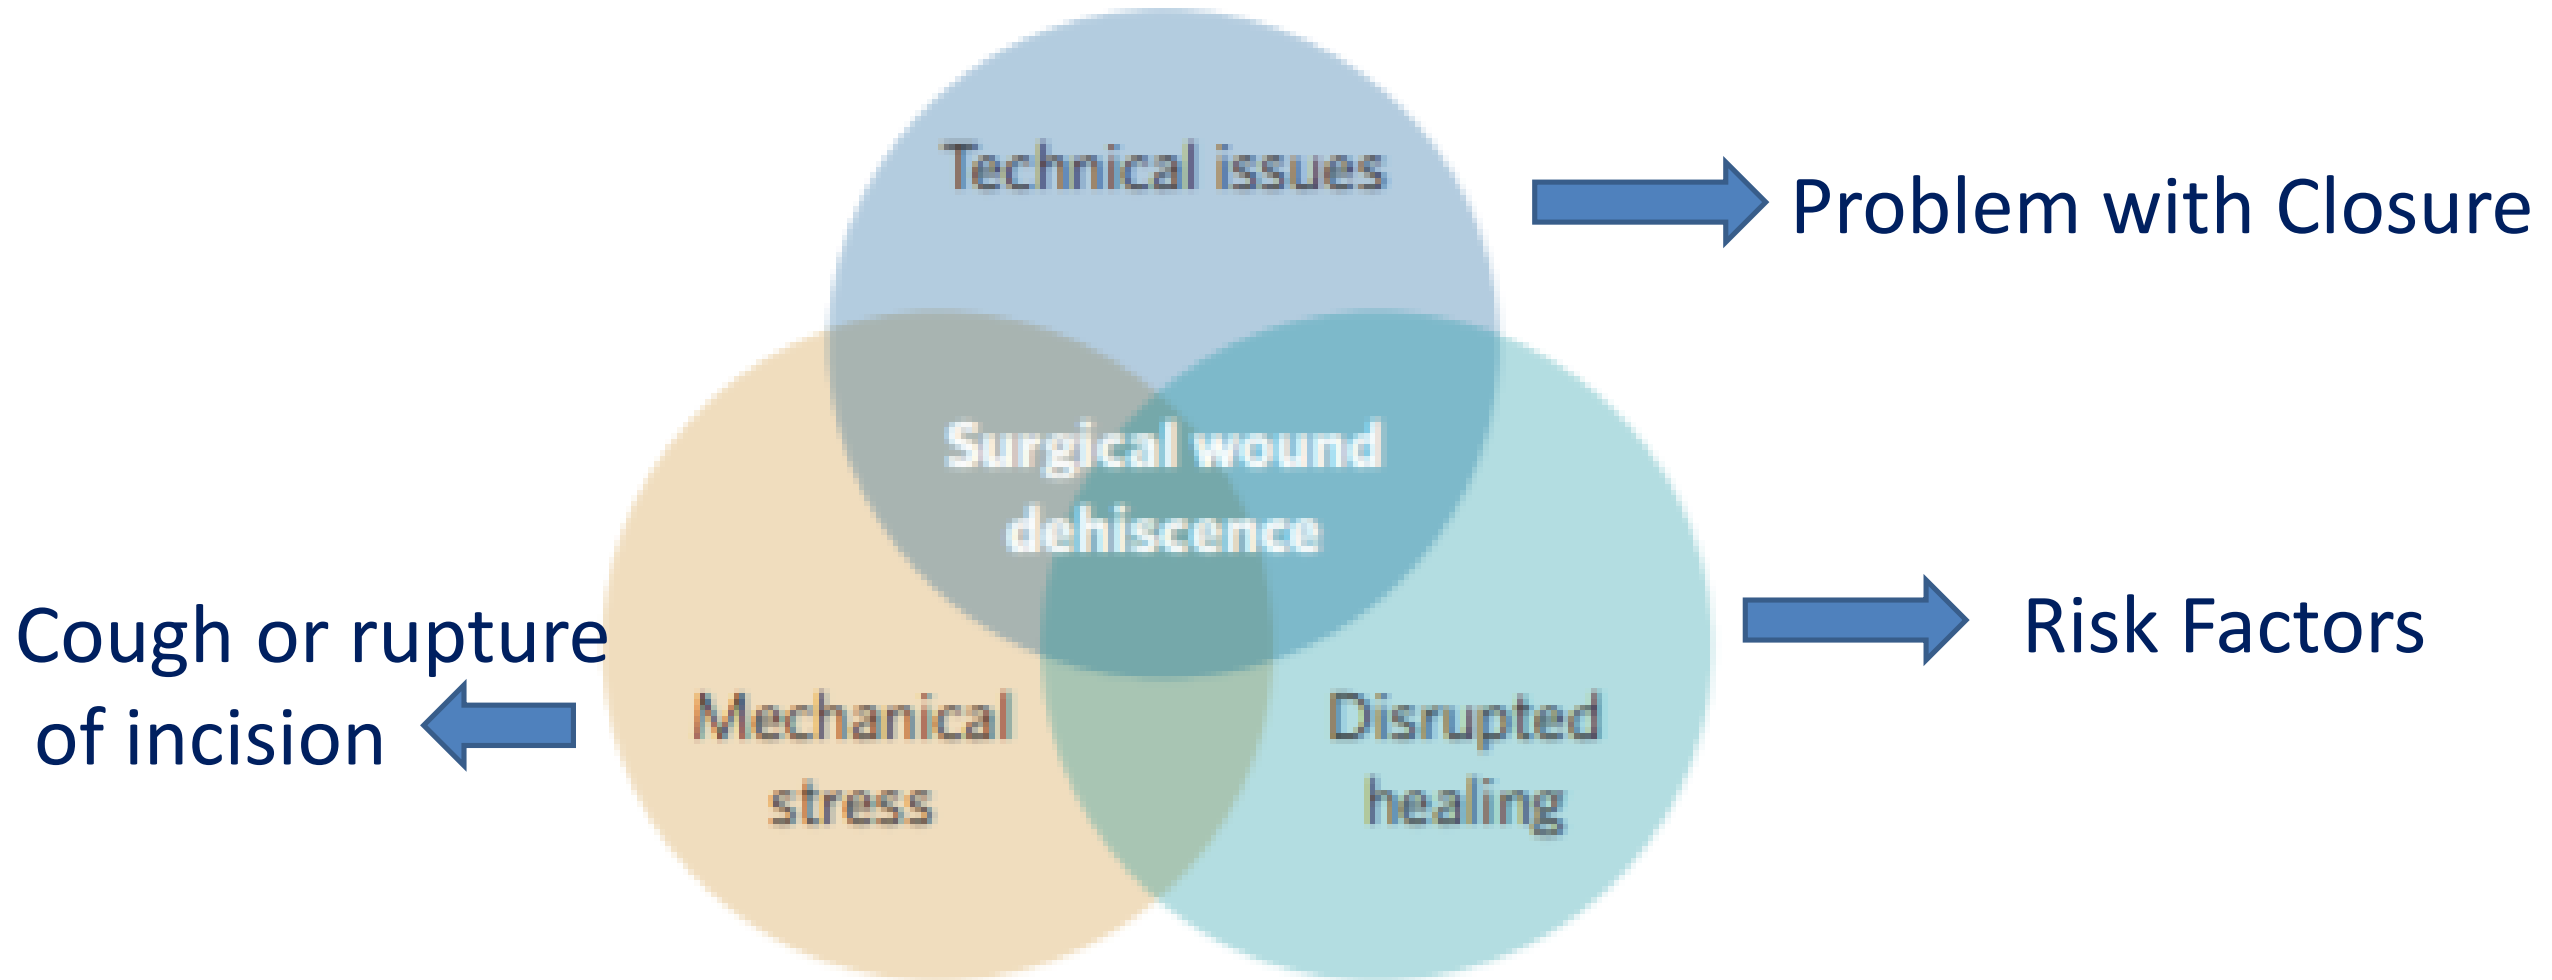 Technical issues
Problem with Closure
Surgical wound
dehiscence
Cough or rupture
of incision
Mechanical
stress
Disrupted
healing
Risk Factors